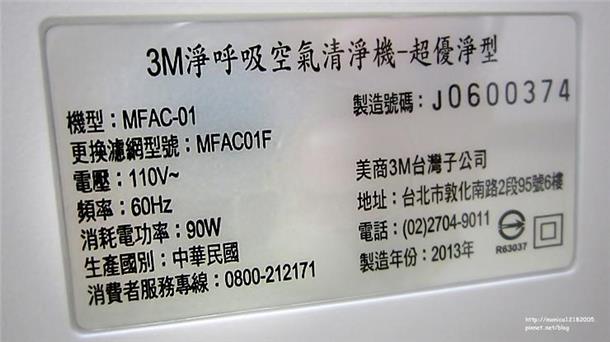 3M淨呼吸空氣清淨機-超優淨型
機型：MFAC-01
更換濾網型號：MFAC01F
電壓：110V~
頻率：60Hz
消耗電功率：90W
生產國別：中華民國
消費者服務專線：0800-212171
製造號碼：J0600374
美商3M台灣子公司
地址：台北市敦化南路2段95號6樓
電話：(02)2704-9011
製造年份：2013年
R63037
http://monica12182005.
pixnet.net/blog